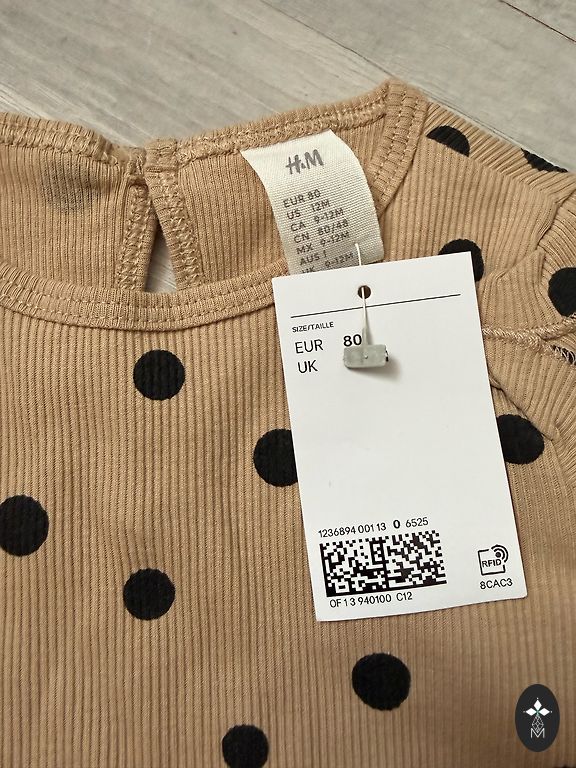 H&M
EUR 80
US 12M
CA 9-12M
CN 80/48
MX 9-12M
AUS 1
UK 9-12M
SIZE/TAILLE
EUR 80
UK
1236894 001 13 0 6525
OF 1 3 940100 C12
RFID
8CAC3
M